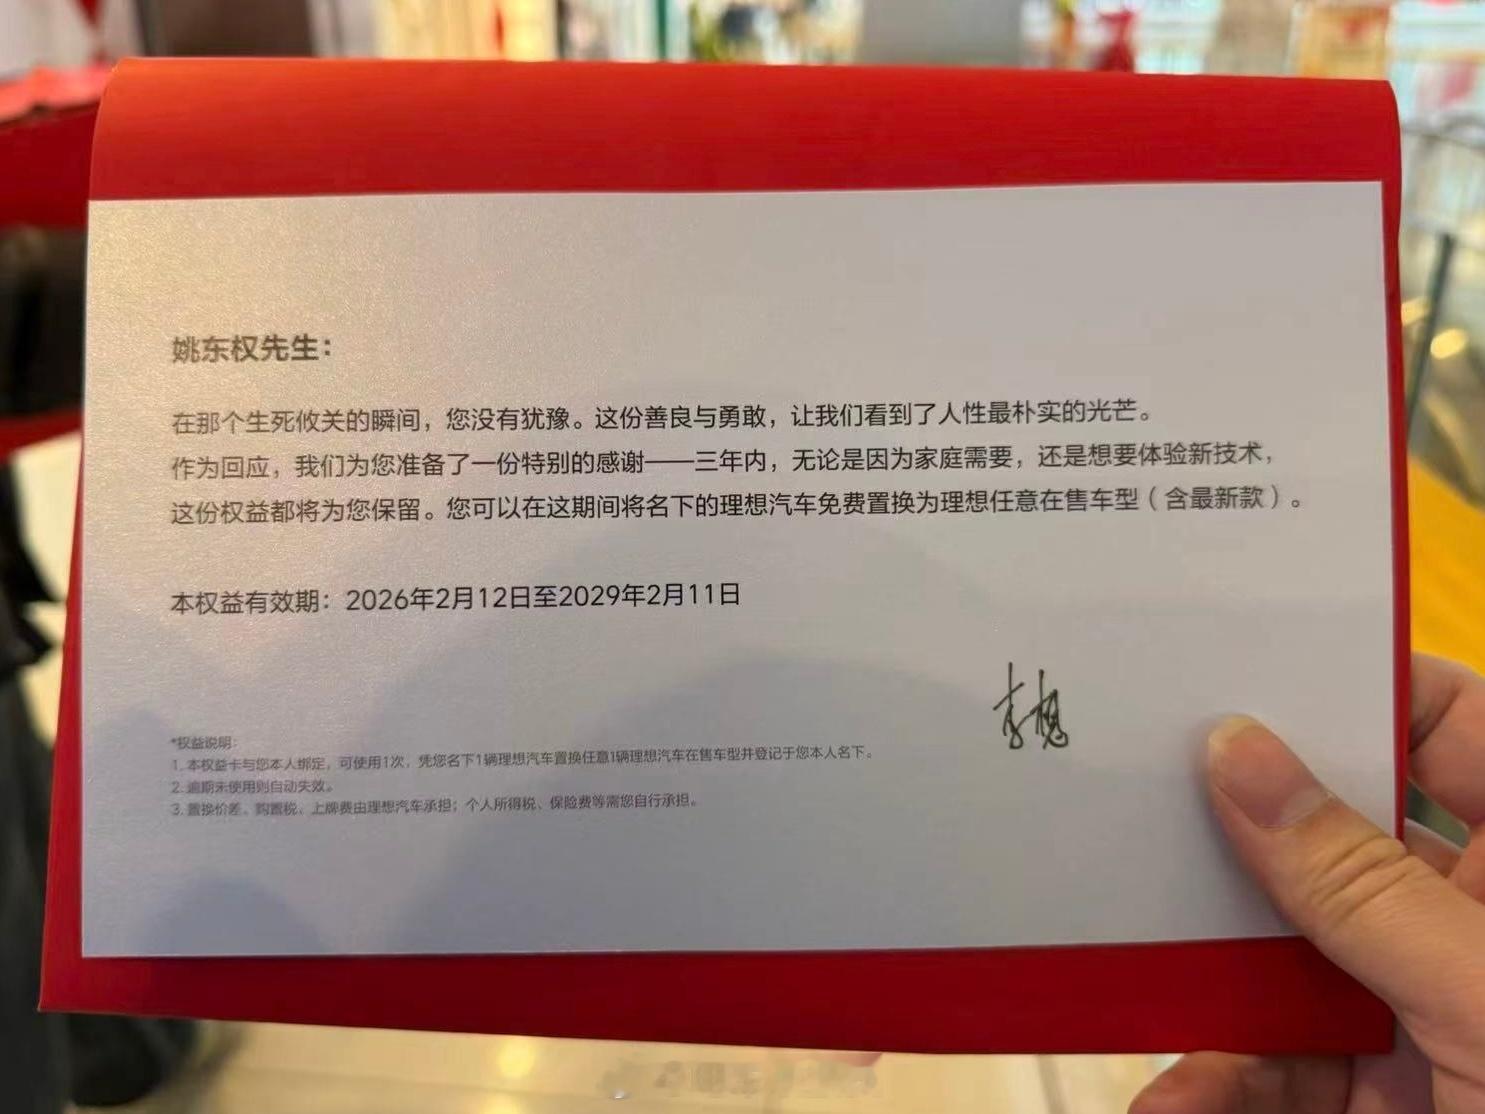 姚东权先生：
在那个生死攸关的瞬间，您没有犹豫。这份善良与勇敢，让我们看到了人性最朴实的光芒。
作为回应，我们为您准备了一份特别的感谢——三年内，无论是因为家庭需要，还是想要体验新技术，
这份权益都将为您保留。您可以在这期间将名下的理想汽车免费置换为理想任意在售车型（含最新款）。
本权益有效期：2026年2月12日至2029年2月11日
李想
*权益说明：
1. 本权益卡与您本人绑定，可使用1次，凭您名下1辆理想汽车置换任意1辆理想汽车在售车型并登记于您本人名下。
2. 逾期未使用则自动失效。
3. 置换价差、购置税、上牌费由理想汽车承担；个人所得税、保险费等需您自行承担。